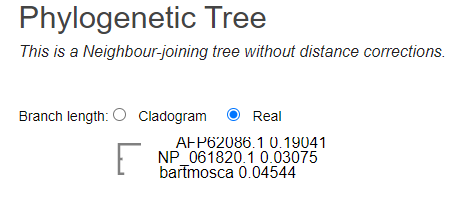 Phylogenetic Tree
This is a Neighbour-joining tree without distance corrections.
Branch length: Cladogram Real
AFP62086.1 0.19041
NP_061820.1 0.03075
bartmosca 0.04544